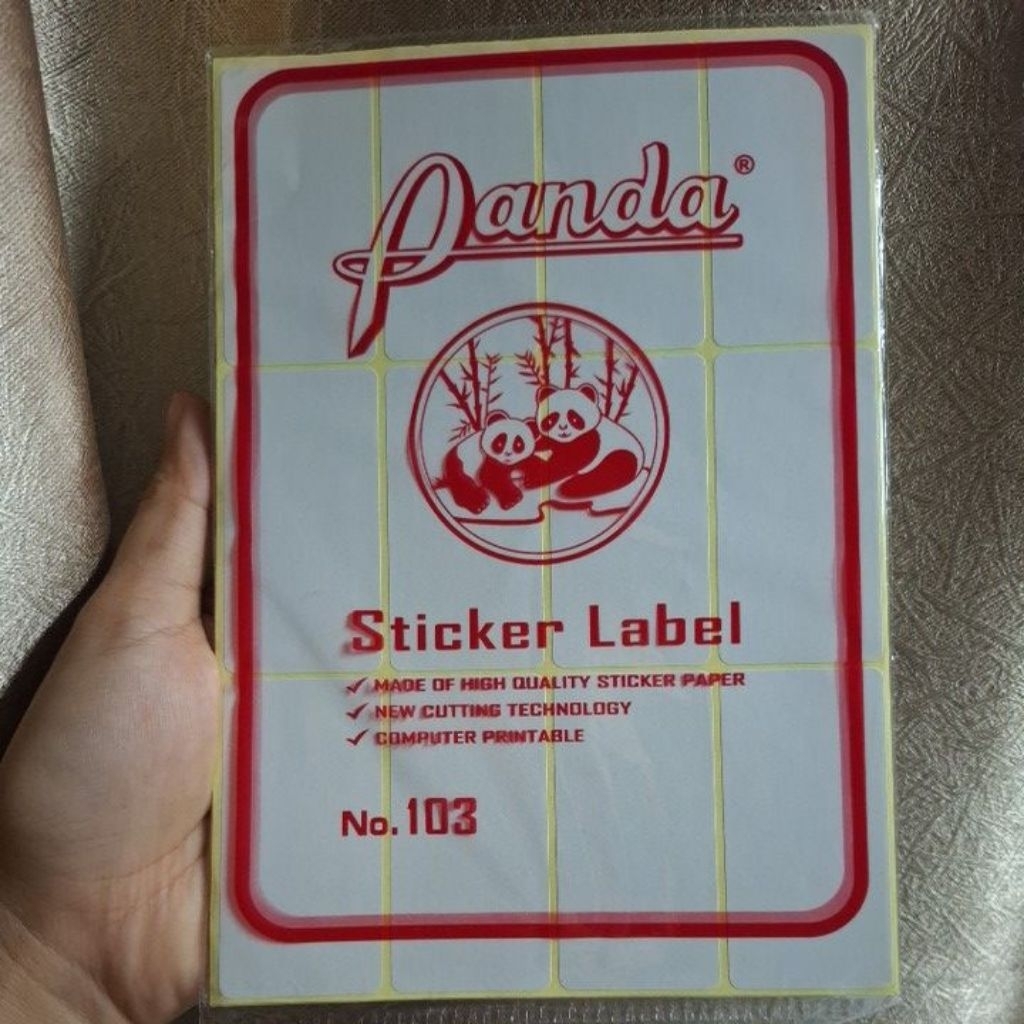 Panda®
Sticker Label
✓ MADE OF HIGH QUALITY STICKER PAPER
✓ NEW CUTTING TECHNOLOGY
✓ COMPUTER PRINTABLE
No. 103